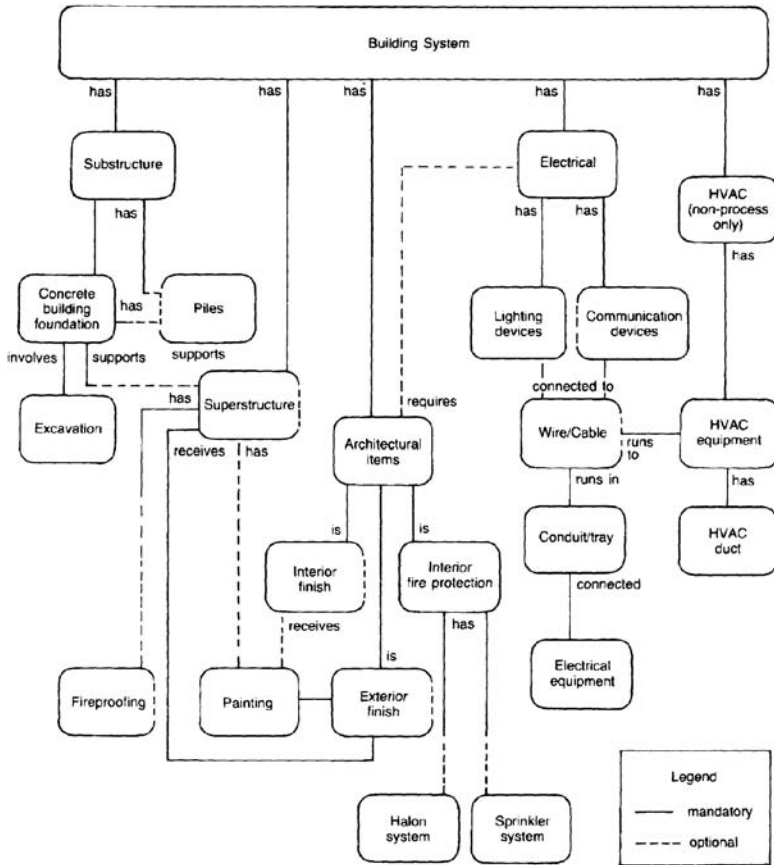 Building System
has
has
has
has
has
Substructure
Electrical
HVAC
(non-process
only)
has
has
has
has
Concrete
building
foundation
has
Piles
Lighting
devices
Communication
devices
involves
supports
supports
connected to
has
Superstructure
requires
Excavation
receives
has
Architectural
items
Wire/Cable
runs
to
HVAC
equipment
runs in
has
is
is
Conduit/tray
HVAC
duct
Interior
finish
Interior
fire protection
connected
receives
has
is
Fireproofing
Painting
Exterior
finish
Electrical
equipment
Legend
mandatory
optional
Halon
system
Sprinkler
system